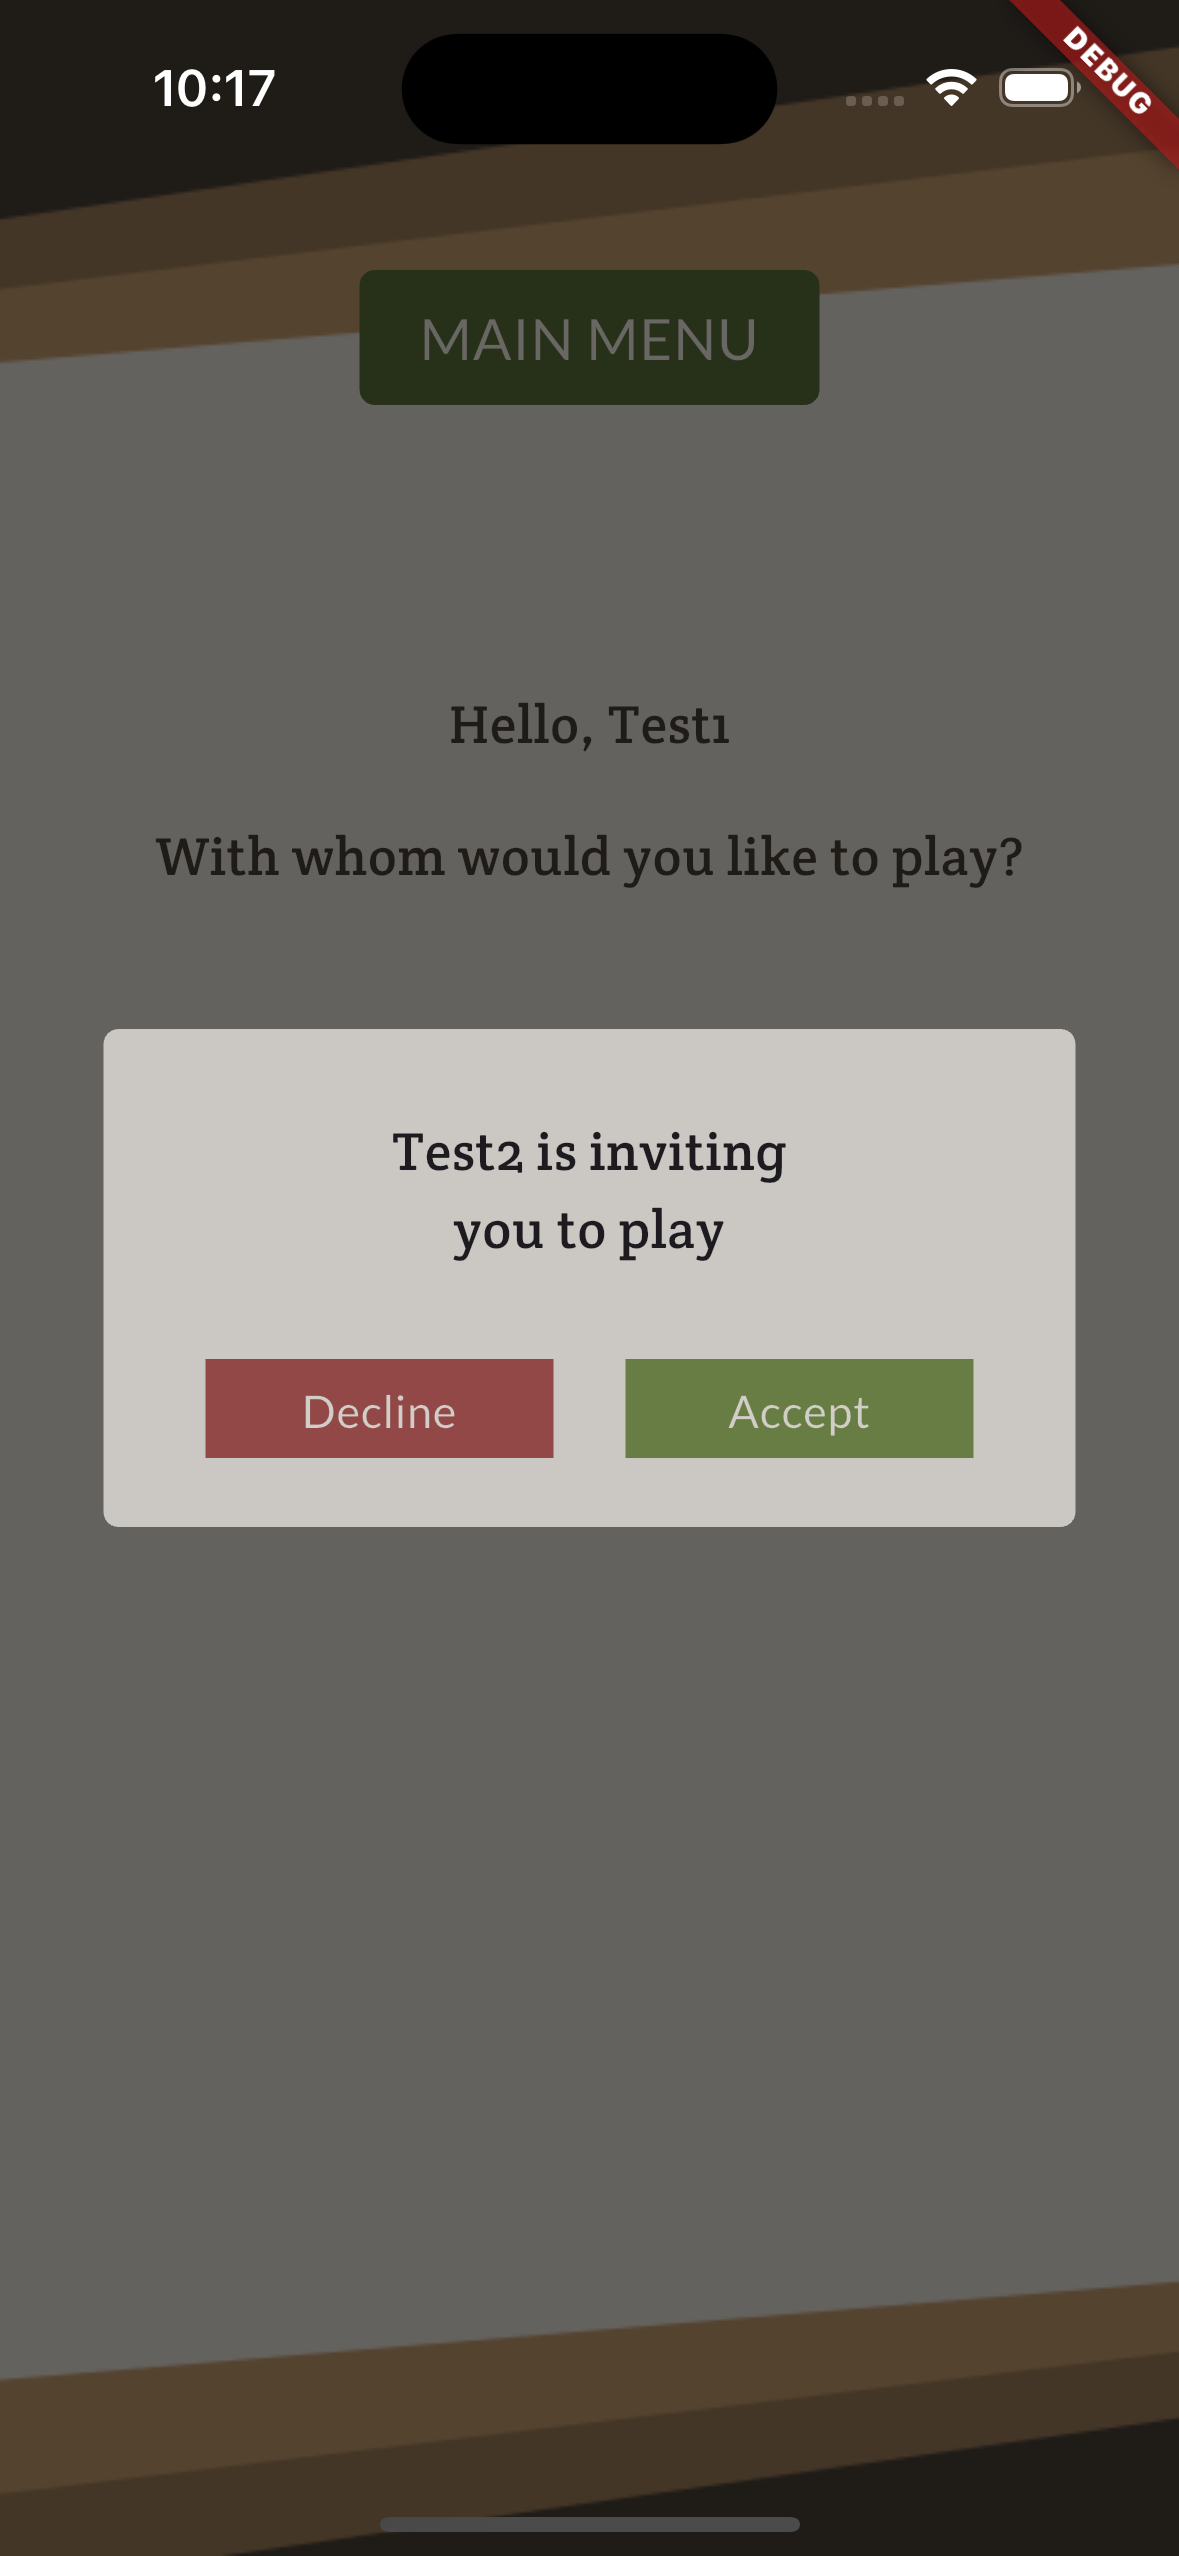 10:17
DEBUG
MAIN MENU
Hello, Test1
With whom would you like to play?
Test2 is inviting
you to play
Decline
Accept